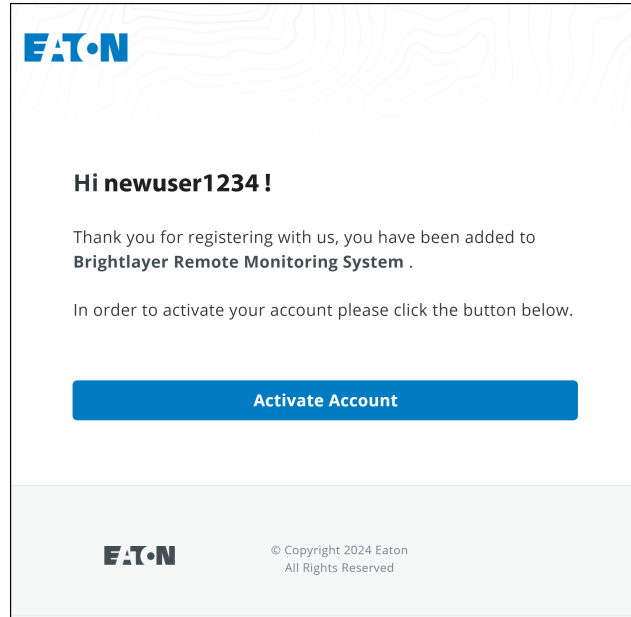 EATON
Hi newuser1234 !
Thank you for registering with us, you have been added to
Brightlayer Remote Monitoring System .
In order to activate your account please click the button below.
Activate Account
EATON
© Copyright 2024 Eaton
All Rights Reserved